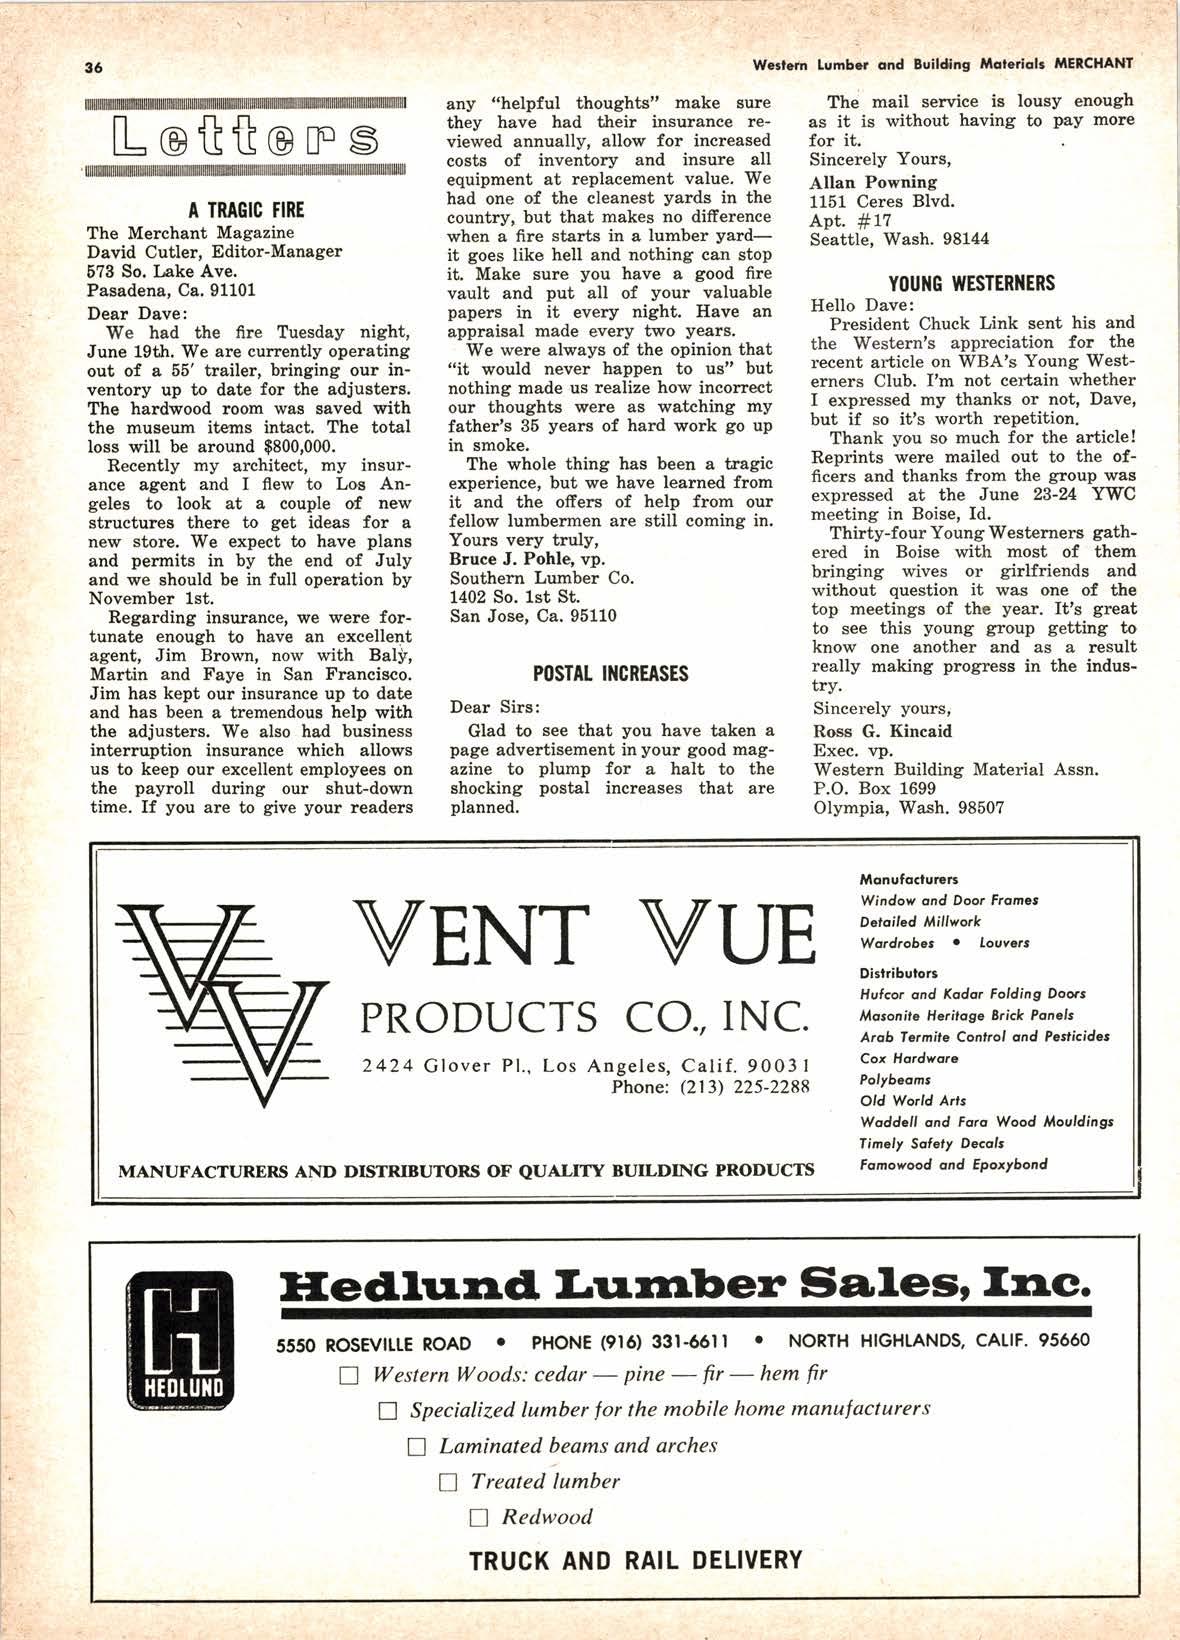 36
Western Lumber and Building Materials MERCHANT
Letters
A TRAGIC FIRE
The Merchant Magazine
David Cutler, Editor-Manager
573 So. Lake Ave.
Pasadena, Ca. 91101
Dear Dave:
We had the fire Tuesday night,
June 19th. We are currently operating
out of a 55′ trailer, bringing our in-
ventory up to date for the adjusters.
The hardwood room was saved with
the museum items intact. The total
loss will be around $800,000.
Recently my architect, my insur-
ance agent and I flew to Los An-
geles to look at a couple of new
structures there to get ideas for a
new store. We expect to have plans
and permits in by the end of July
and we should be in full operation by
November 1st.
Regarding insurance, we were for-
tunate enough to have an excellent
agent, Jim Brown, now with Baly,
Martin and Faye in San Francisco.
Jim has kept our insurance up to date
and has been a tremendous help with
the adjusters. We also had business
interruption insurance which allows
us to keep our excellent employees on
the payroll during our shut-down
time. If you are to give your readers
any “helpful thoughts” make sure
they have had their insurance re-
viewed annually, allow for increased
costs of inventory and insure all
equipment at replacement value. We
had one of the cleanest yards in the
country, but that makes no difference
when a fire starts in a lumber yard—
it goes like hell and nothing can stop
it. Make sure you have a good fire
vault and put all of your valuable
papers in it every night. Have an
appraisal made every two years.
We were always of the opinion that
“it would never happen to us” but
nothing made us realize how incorrect
our thoughts were as watching my
father's 35 years of hard work go up
in smoke.
The whole thing has been a tragic
experience, but we have learned from
it and the offers of help from our
fellow lumbermen are still coming in.
Yours very truly,
Bruce J. Pohle, vp.
Southern Lumber Co.
1402 So. 1st St.
San Jose, Ca. 95110
POSTAL INCREASES
Dear Sirs:
Glad to see that you have taken a
page advertisement in your good mag-
azine to plump for a halt to the
shocking postal increases that are
planned.
The mail service is lousy enough
as it is without having to pay more
for it.
Sincerely Yours,
Allan Powning
1151 Ceres Blvd.
Apt. #17
Seattle, Wash. 98144
YOUNG WESTERNERS
Hello Dave:
President Chuck Link sent his and
the Western's appreciation for the
recent article on WBA's Young West-
erners Club. I'm not certain whether
I expressed my thanks or not, Dave,
but if so it's worth repetition.
Thank you so much for the article!
Reprints were mailed out to the of-
ficers and thanks from the group was
expressed at the June 23-24 YWC
meeting in Boise, Id.
Thirty-four Young Westerners gath-
ered in Boise with most of them
bringing wives or girlfriends and
without question it was one of the
top meetings of the year. It's great
to see this young group getting to
know one another and as a result
really making progress in the indus-
try.
Sincerely yours,
Ross G. Kincaid
Exec. vp.
Western Building Material Assn.
P.O. Box 1699
Olympia, Wash. 98507
VV
VENT VUE
PRODUCTS CO., INC.
2424 Glover Pl., Los Angeles, Calif. 90031
Phone: (213) 225-2288
MANUFACTURERS AND DISTRIBUTORS OF QUALITY BUILDING PRODUCTS
Manufacturers
Window and Door Frames
Detailed Millwork
Wardrobes • Louvers
Distributors
Hufcor and Kadar Folding Doors
Masonite Heritage Brick Panels
Arab Termite Control and Pesticides
Cox Hardware
Polybeams
Old World Arts
Waddell and Fara Wood Mouldings
Timely Safety Decals
Famowood and Epoxybond
H
HEDLUND
Hedlund Lumber Sales, Inc.
5550 ROSEVILLE ROAD • PHONE (916) 331-6611 • NORTH HIGHLANDS, CALIF. 95660
☐ Western Woods: cedar — pine — fir — hem fir
☐ Specialized lumber for the mobile home manufacturers
☐ Laminated beams and arches
☐ Treated lumber
☐ Redwood
TRUCK AND RAIL DELIVERY